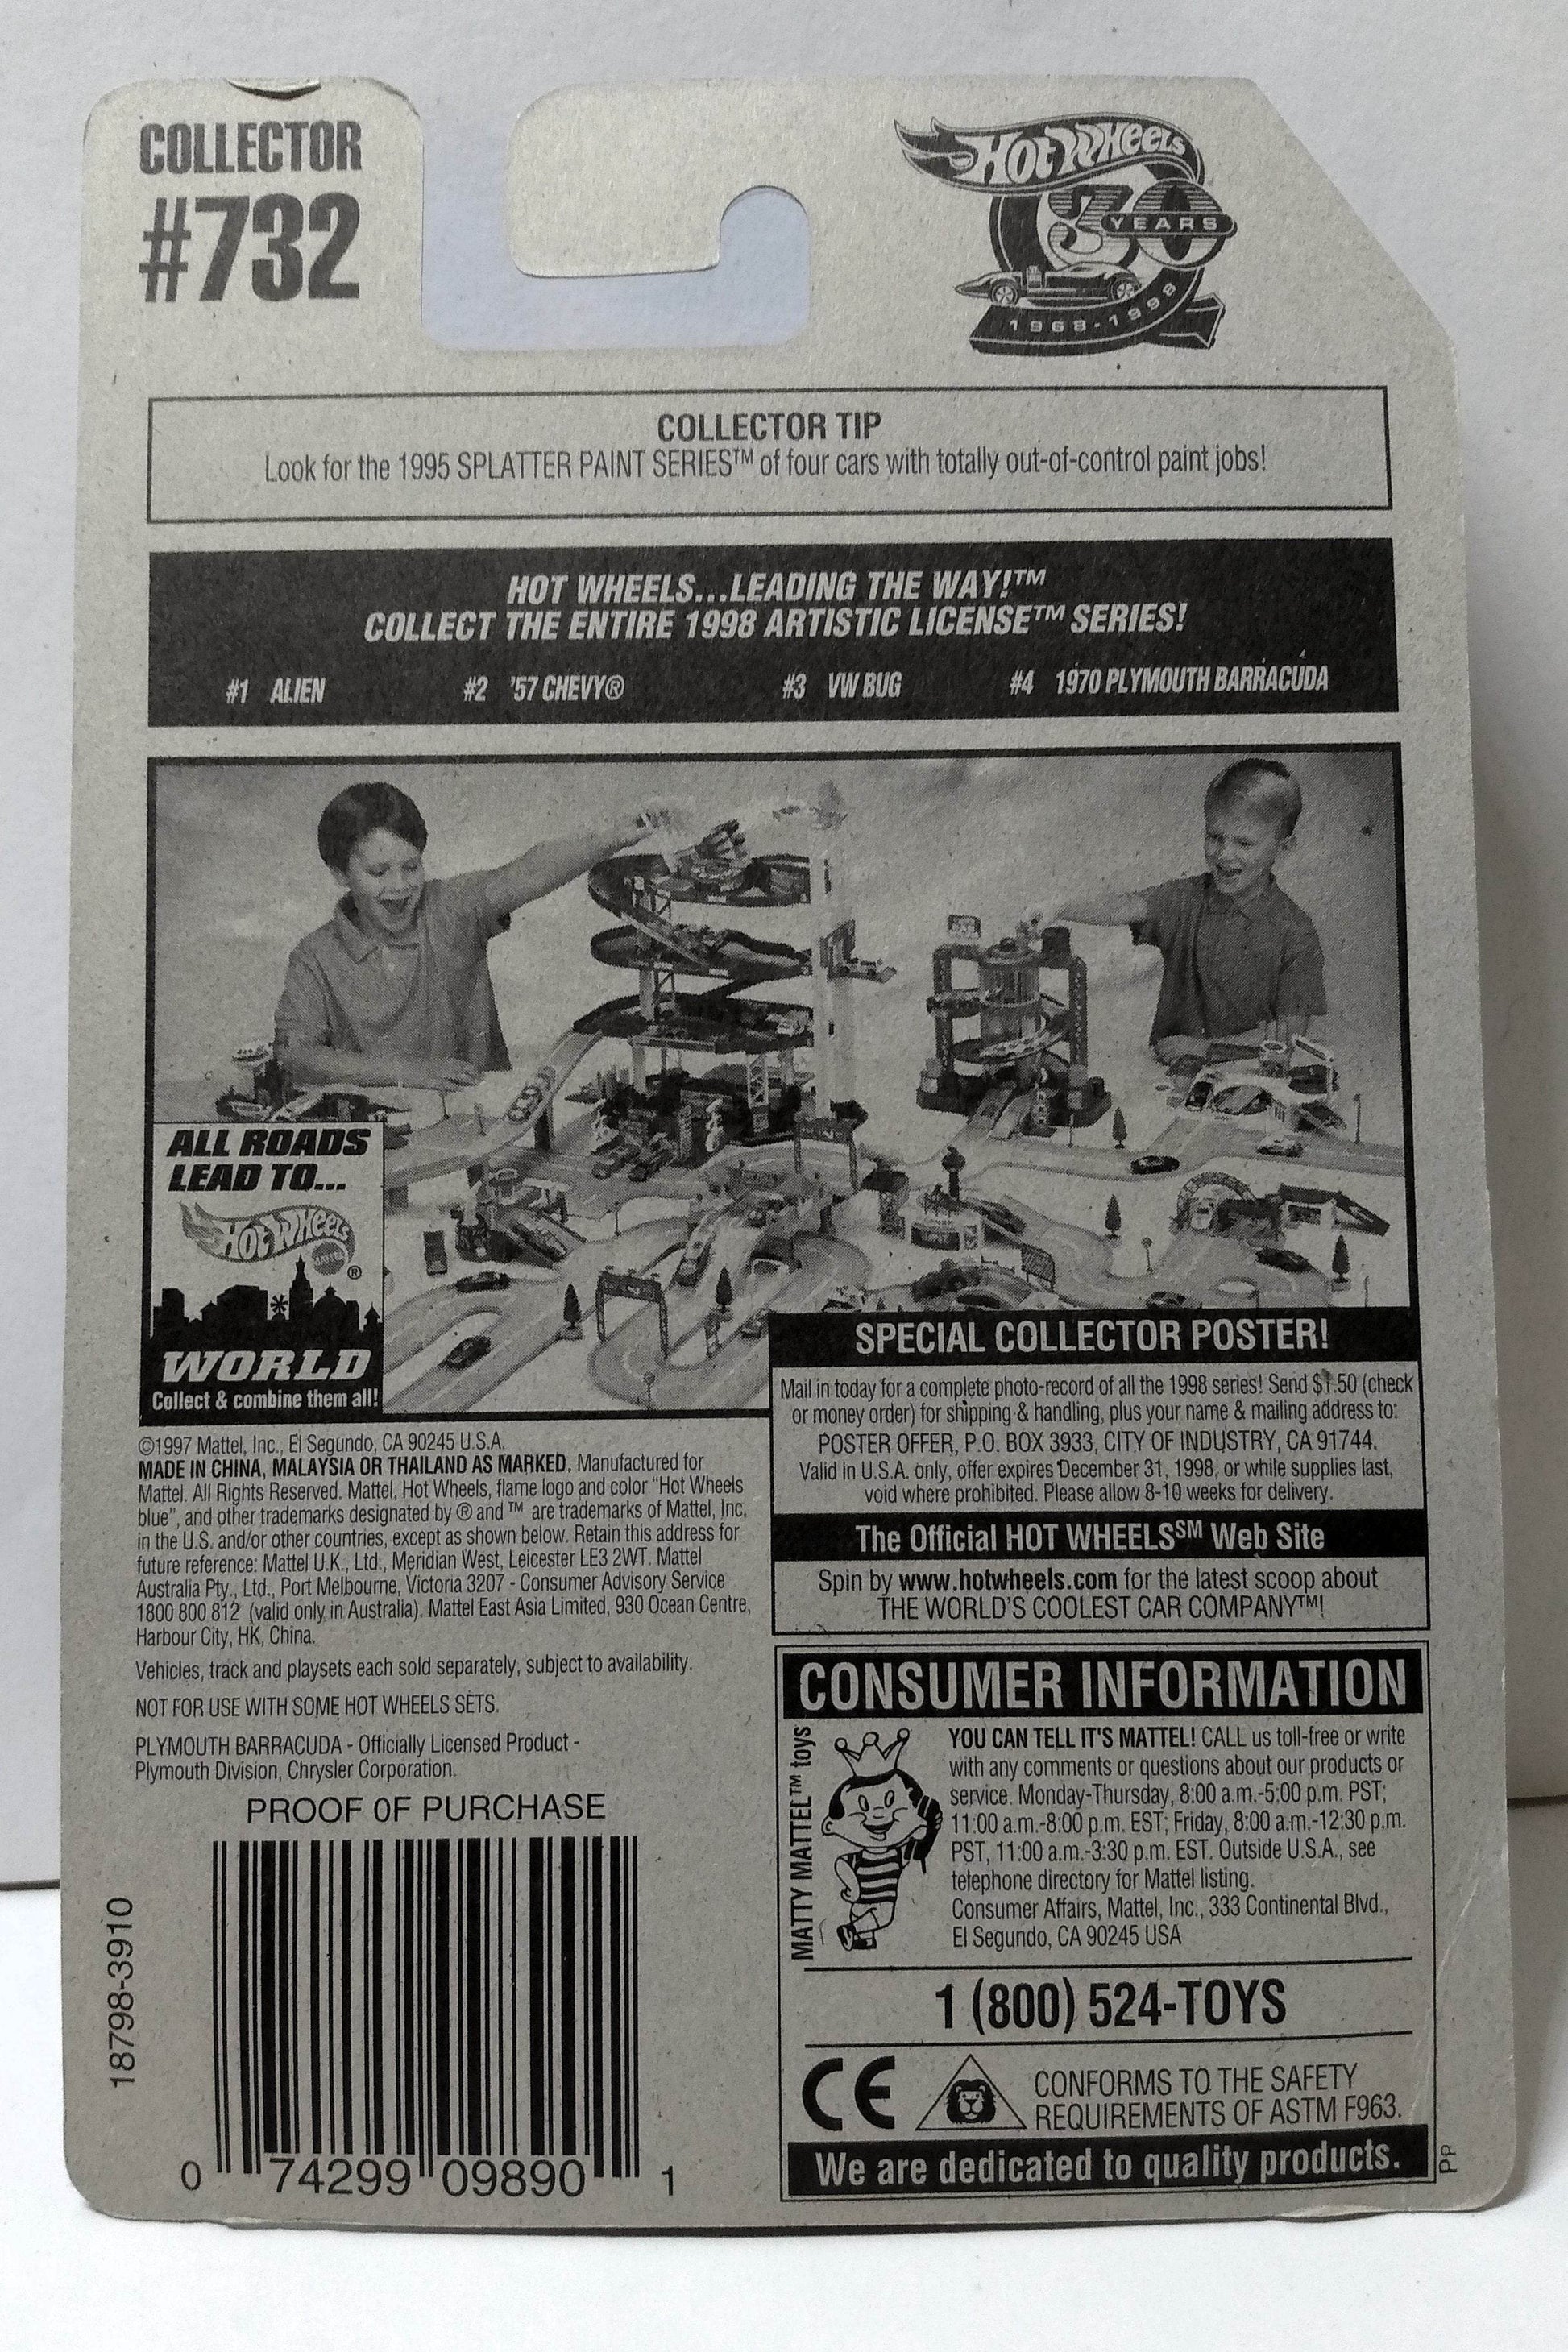 COLLECTOR
#732
HOT WHEELS
30
YEARS
1968-1998
COLLECTOR TIP
Look for the 1995 SPLATTER PAINT SERIES™ of four cars with totally out-of-control paint jobs!
HOT WHEELS...LEADING THE WAY!™
COLLECT THE ENTIRE 1998 ARTISTIC LICENSE™ SERIES!
#1 ALIEN #2 '57 CHEVY® #3 VW BUG #4 1970 PLYMOUTH BARRACUDA
ALL ROADS
LEAD TO...
HOT WHEELS
®
WORLD
Collect & combine them all!
SPECIAL COLLECTOR POSTER!
Mail in today for a complete photo-record of all the 1998 series! Send $1.50 (check
or money order) for shipping & handling, plus your name & mailing address to:
POSTER OFFER, P.O. BOX 3933, CITY OF INDUSTRY, CA 91744.
Valid in U.S.A. only, offer expires December 31, 1998, or while supplies last,
void where prohibited. Please allow 8-10 weeks for delivery.
The Official HOT WHEELS℠ Web Site
Spin by www.hotwheels.com for the latest scoop about
THE WORLD'S COOLEST CAR COMPANY™!
©1997 Mattel, Inc., El Segundo, CA 90245 U.S.A.
MADE IN CHINA, MALAYSIA OR THAILAND AS MARKED. Manufactured for
Mattel. All Rights Reserved. Mattel, Hot Wheels, flame logo and color "Hot Wheels
blue", and other trademarks designated by ® and ™ are trademarks of Mattel, Inc.
in the U.S. and/or other countries, except as shown below. Retain this address for
future reference: Mattel U.K., Ltd., Meridian West, Leicester LE3 2WT. Mattel
Australia Pty., Ltd., Port Melbourne, Victoria 3207 - Consumer Advisory Service
1800 800 812 (valid only in Australia). Mattel East Asia Limited, 930 Ocean Centre,
Harbour City, HK, China.
Vehicles, track and playsets each sold separately, subject to availability.
NOT FOR USE WITH SOME HOT WHEELS SETS.
PLYMOUTH BARRACUDA - Officially Licensed Product -
Plymouth Division, Chrysler Corporation.
PROOF OF PURCHASE
18798-3910
0 74299 09890 1
CONSUMER INFORMATION
MATTY MATTEL™ toys
YOU CAN TELL IT'S MATTEL! CALL us toll-free or write
with any comments or questions about our products or
service. Monday-Thursday, 8:00 a.m.-5:00 p.m. PST;
11:00 a.m.-8:00 p.m. EST; Friday, 8:00 a.m.-12:30 p.m.
PST, 11:00 a.m.-3:30 p.m. EST. Outside U.S.A., see
telephone directory for Mattel listing.
Consumer Affairs, Mattel, Inc., 333 Continental Blvd.,
El Segundo, CA 90245 USA
1 (800) 524-TOYS
CE
CONFORMS TO THE SAFETY
REQUIREMENTS OF ASTM F963.
We are dedicated to quality products.
PP